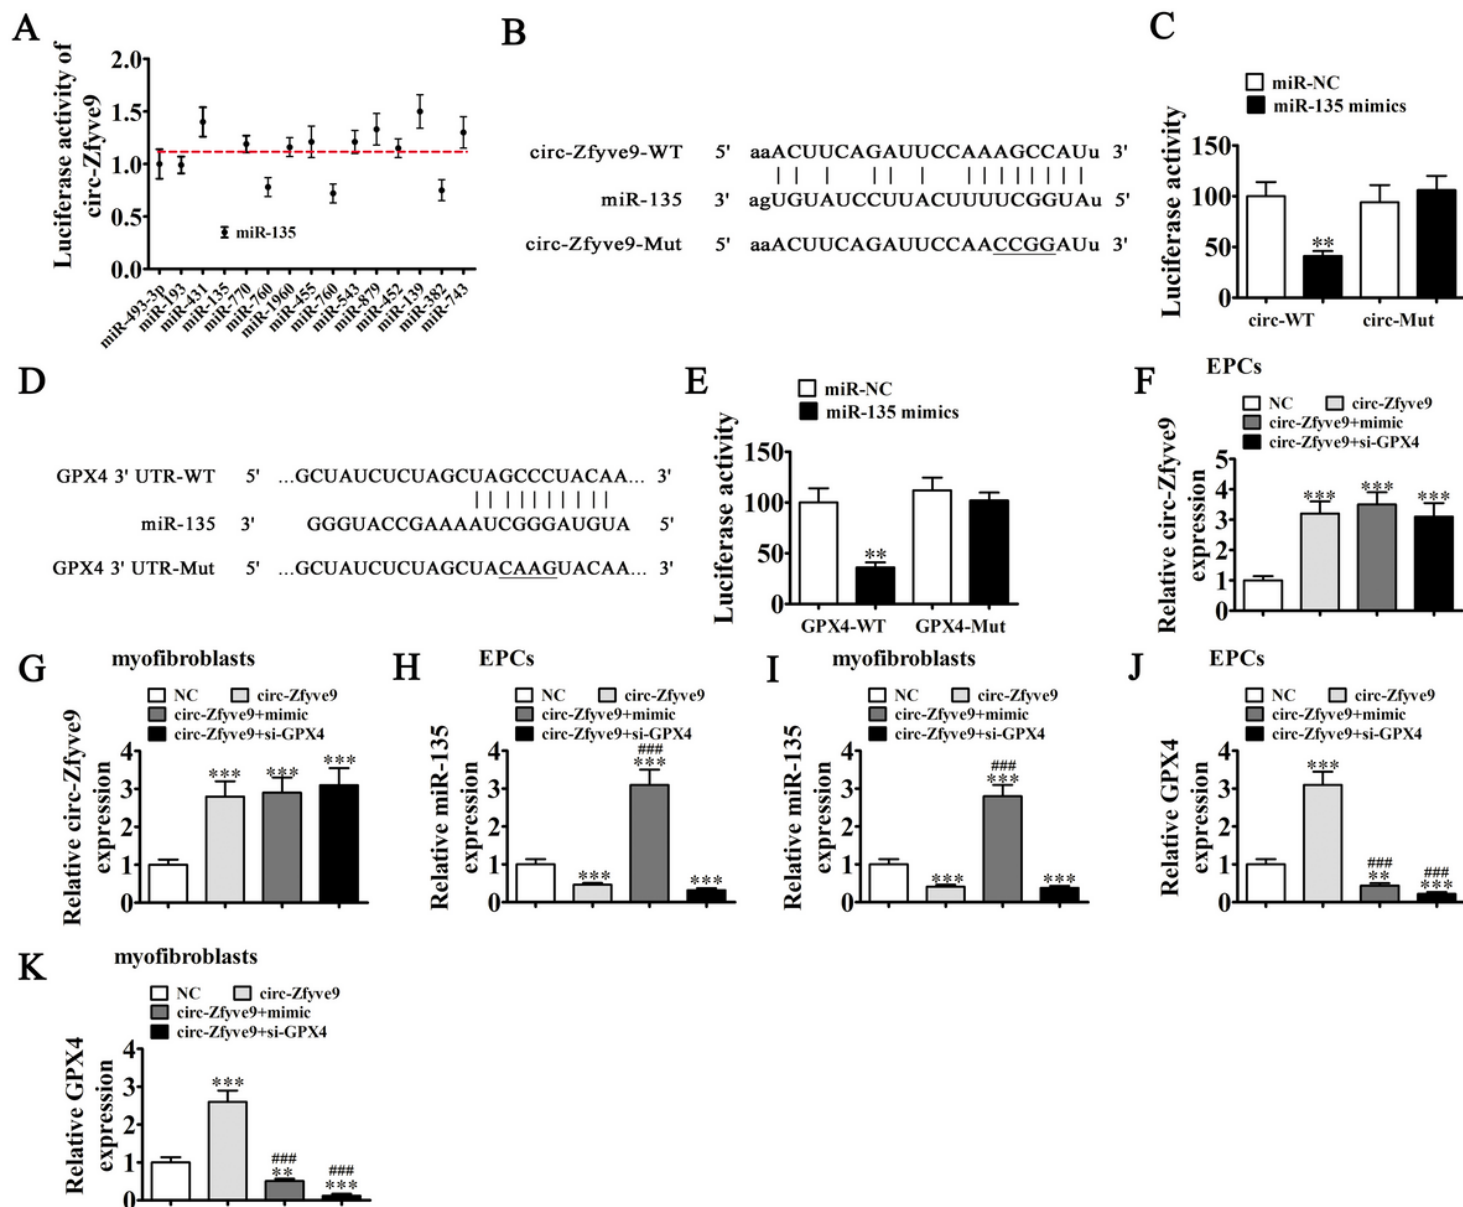 A
Luciferase activity of
circ-Zfyve9
2.0
1.5
1.0
0.5
0.0
miR-135
miR-493-3p
miR-193
miR-431
miR-135
miR-770
miR-760
miR-1960
miR-455
miR-760
miR-543
miR-879
miR-452
miR-139
miR-382
miR-743
B
circ-Zfyve9-WT 5' aaACUUCAGAUUCCAAAGCCAUu 3'
miR-135 3' agUGUAUCCUUACUUUUCGGUAu 5'
circ-Zfyve9-Mut 5' aaACUUCAGAUUCCAACCGGAUu 3'
C
miR-NC
miR-135 mimics
Luciferase activity
150
100
50
0
**
circ-WT circ-Mut
D
GPX4 3' UTR-WT 5' ...GCUAUCUCUAGCUAGCCCUACAA... 3'
miR-135 3' GGGUACCGAAAAUCGGGAUGUA 5'
GPX4 3' UTR-Mut 5' ...GCUAUCUCUAGCUACAAGUACAA... 3'
E
miR-NC
miR-135 mimics
Luciferase activity
150
100
50
0
**
GPX4-WT GPX4-Mut
F
EPCs
NC circ-Zfyve9
circ-Zfyve9+mimic
circ-Zfyve9+si-GPX4
Relative circ-Zfyve9
expression
5
4
3
2
1
0
*** *** ***
G
myofibroblasts
NC circ-Zfyve9
circ-Zfyve9+mimic
circ-Zfyve9+si-GPX4
Relative circ-Zfyve9
expression
4
3
2
1
0
*** *** ***
H
EPCs
NC circ-Zfyve9
circ-Zfyve9+mimic
circ-Zfyve9+si-GPX4
Relative miR-135
expression
4
3
2
1
0
###
*** *** ***
I
myofibroblasts
NC circ-Zfyve9
circ-Zfyve9+mimic
circ-Zfyve9+si-GPX4
Relative miR-135
expression
4
3
2
1
0
###
*** *** ***
J
EPCs
NC circ-Zfyve9
circ-Zfyve9+mimic
circ-Zfyve9+si-GPX4
Relative GPX4
expression
4
3
2
1
0
***
### ###
** ***
K
myofibroblasts
NC circ-Zfyve9
circ-Zfyve9+mimic
circ-Zfyve9+si-GPX4
Relative GPX4
expression
4
3
2
1
0
***
### ###
** ***